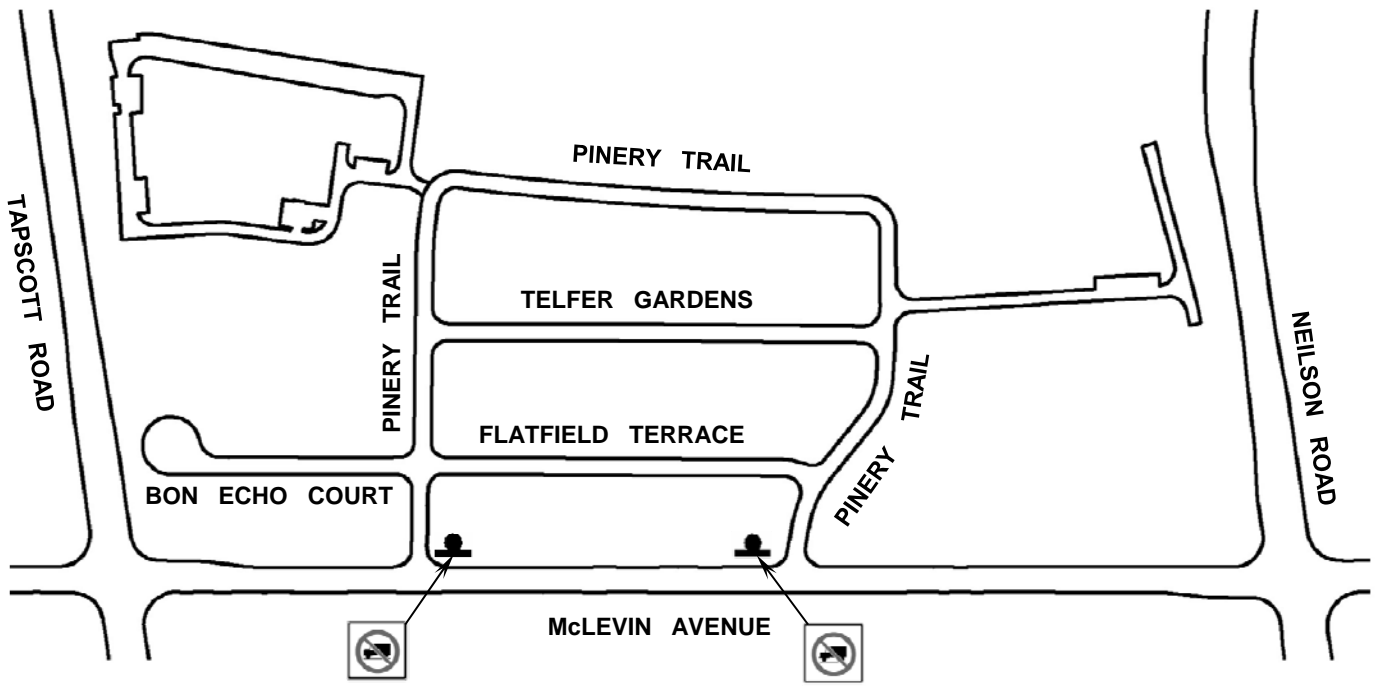 PINERY TRAIL
TAPSCOTT ROAD
PINERY TRAIL
TELFER GARDENS
NEILSON ROAD
PINERY TRAIL
FLATFIELD TERRACE
BON ECHO COURT
McLEVIN AVENUE